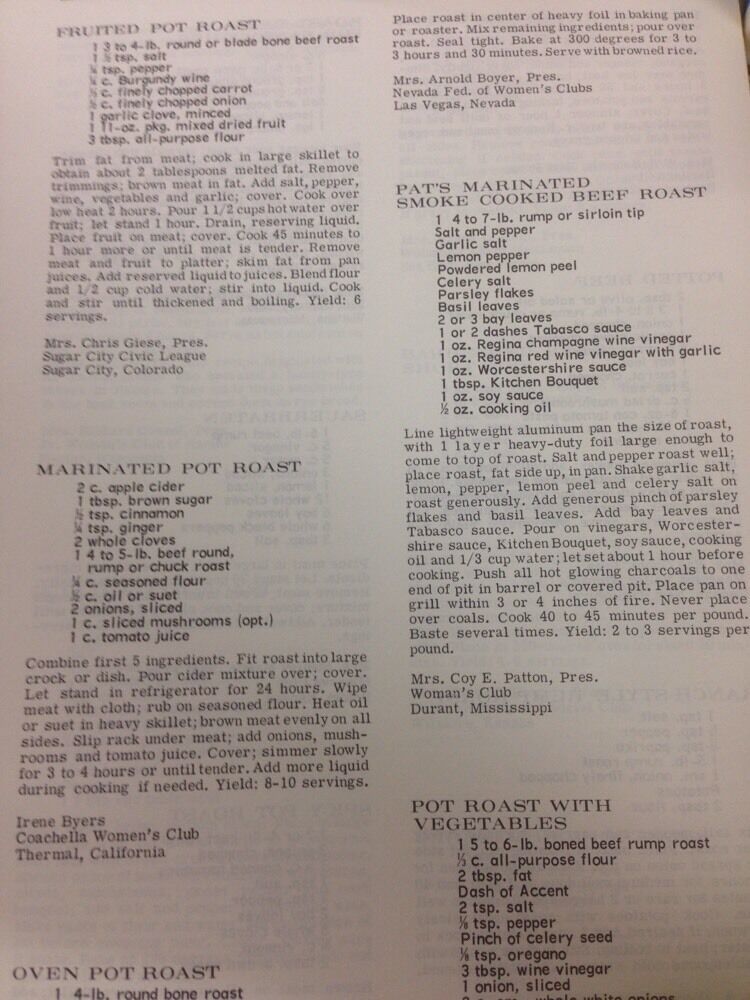 FRUITED POT ROAST
1 3 to 4-lb. round or blade bone beef roast
1 ½ tsp. salt
¼ tsp. pepper
¼ c. Burgundy wine
½ c. finely chopped carrot
½ c. finely chopped onion
1 garlic clove, minced
1 11-oz. pkg. mixed dried fruit
3 tbsp. all-purpose flour
Trim fat from meat; cook in large skillet to
obtain about 2 tablespoons melted fat. Remove
trimmings; brown meat in fat. Add salt, pepper,
wine, vegetables and garlic; cover. Cook over
low heat 2 hours. Pour 1 1/2 cups hot water over
fruit; let stand 1 hour. Drain, reserving liquid.
Place fruit on meat; cover. Cook 45 minutes to
1 hour more or until meat is tender. Remove
meat and fruit to platter; skim fat from pan
juices. Add reserved liquid to juices. Blend flour
and 1/2 cup cold water; stir into liquid. Cook
and stir until thickened and boiling. Yield: 6
servings.
Mrs. Chris Giese, Pres.
Sugar City Civic League
Sugar City, Colorado
MARINATED POT ROAST
2 c. apple cider
1 tbsp. brown sugar
½ tsp. cinnamon
¼ tsp. ginger
2 whole cloves
1 4 to 5-lb. beef round,
rump or chuck roast
¼ c. seasoned flour
½ c. oil or suet
2 onions, sliced
1 c. sliced mushrooms (opt.)
1 c. tomato juice
Combine first 5 ingredients. Fit roast into large
crock or dish. Pour cider mixture over; cover.
Let stand in refrigerator for 24 hours. Wipe
meat with cloth; rub on seasoned flour. Heat oil
or suet in heavy skillet; brown meat evenly on all
sides. Slip rack under meat; add onions, mush-
rooms and tomato juice. Cover; simmer slowly
for 3 to 4 hours or until tender. Add more liquid
during cooking if needed. Yield: 8-10 servings.
Irene Byers
Coachella Women's Club
Thermal, California
OVEN POT ROAST
1 4-lb. round bone roast
Place roast in center of heavy foil in baking pan
or roaster. Mix remaining ingredients; pour over
roast. Seal tight. Bake at 300 degrees for 3 to
3 hours and 30 minutes. Serve with browned rice.
Mrs. Arnold Boyer, Pres.
Nevada Fed. of Women's Clubs
Las Vegas, Nevada
PAT'S MARINATED
SMOKE COOKED BEEF ROAST
1 4 to 7-lb. rump or sirloin tip
Salt and pepper
Garlic salt
Lemon pepper
Powdered lemon peel
Celery salt
Parsley flakes
Basil leaves
2 or 3 bay leaves
1 or 2 dashes Tabasco sauce
1 oz. Regina champagne wine vinegar
1 oz. Regina red wine vinegar with garlic
1 oz. Worcestershire sauce
1 tbsp. Kitchen Bouquet
1 oz. soy sauce
½ oz. cooking oil
Line lightweight aluminum pan the size of roast,
with 1 layer heavy-duty foil large enough to
come to top of roast. Salt and pepper roast well;
place roast, fat side up, in pan. Shake garlic salt,
lemon, pepper, lemon peel and celery salt on
roast generously. Add generous pinch of parsley
flakes and basil leaves. Add bay leaves and
Tabasco sauce. Pour on vinegars, Worcester-
shire sauce, Kitchen Bouquet, soy sauce, cooking
oil and 1/3 cup water; let set about 1 hour before
cooking. Push all hot glowing charcoals to one
end of pit in barrel or covered pit. Place pan on
grill within 3 or 4 inches of fire. Never place
over coals. Cook 40 to 45 minutes per pound.
Baste several times. Yield: 2 to 3 servings per
pound.
Mrs. Coy E. Patton, Pres.
Woman's Club
Durant, Mississippi
POT ROAST WITH
VEGETABLES
1 5 to 6-lb. boned beef rump roast
⅓ c. all-purpose flour
2 tbsp. fat
Dash of Accent
2 tsp. salt
⅛ tsp. pepper
Pinch of celery seed
⅛ tsp. oregano
3 tbsp. wine vinegar
1 onion, sliced
whole white onions